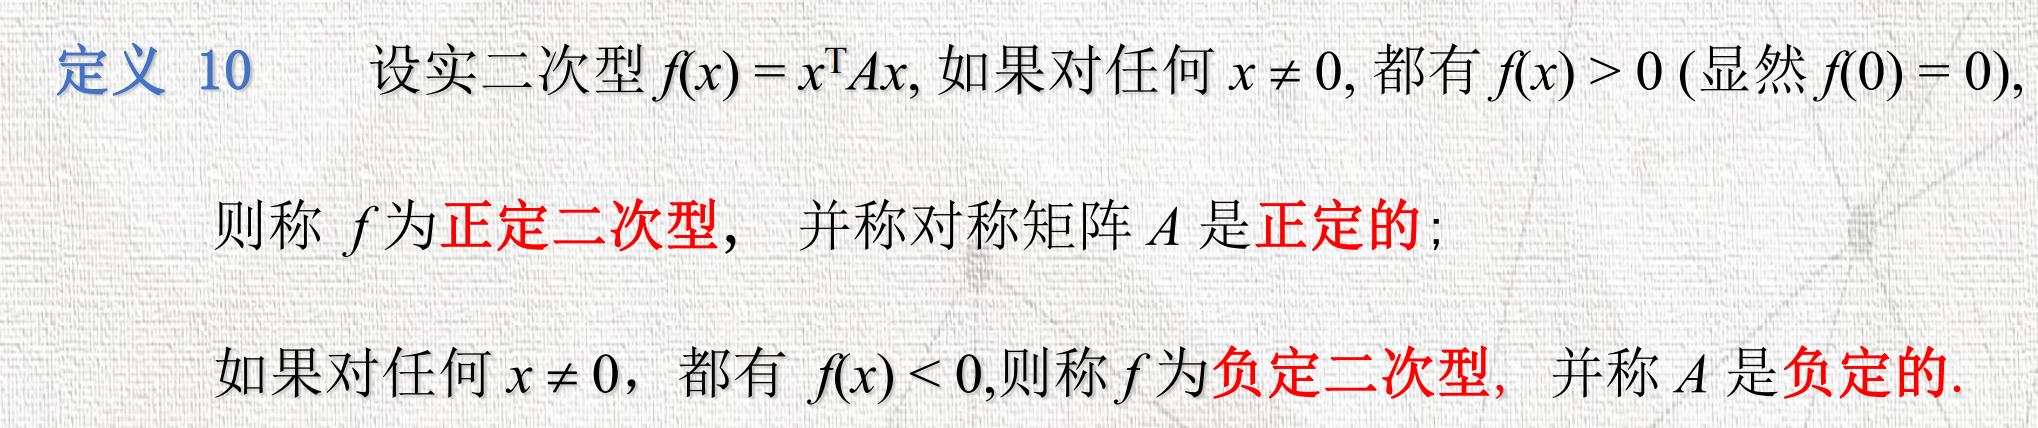 定义 10 设实二次型 f(x) = xᵀAx, 如果对任何 x ≠ 0, 都有 f(x) > 0 (显然 f(0) = 0),
则称 f 为正定二次型， 并称对称矩阵 A 是正定的;
如果对任何 x ≠ 0，都有 f(x) < 0,则称 f 为负定二次型, 并称 A 是负定的.